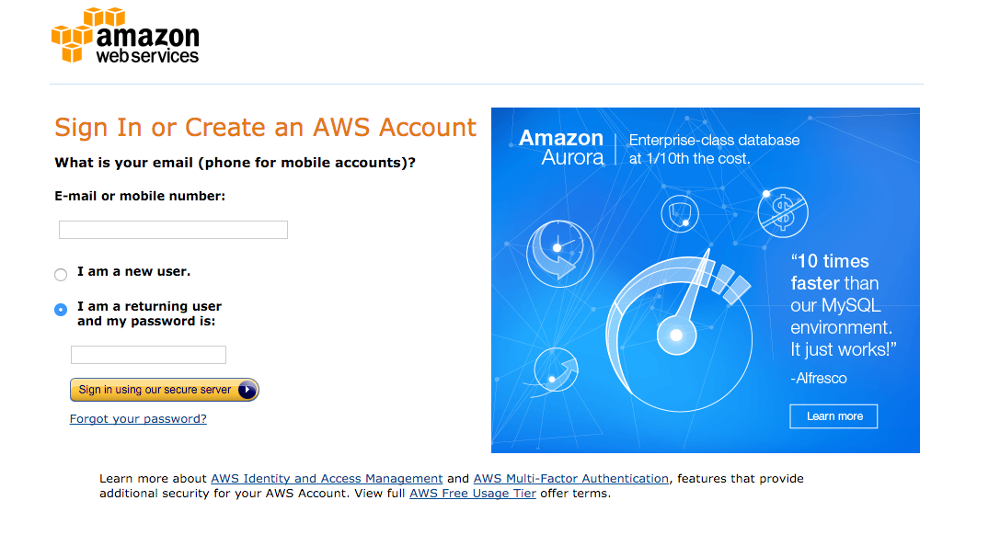 amazon
webservices
Sign In or Create an AWS Account
What is your email (phone for mobile accounts)?
E-mail or mobile number:
I am a new user.
I am a returning user
and my password is:
Sign in using our secure server
Forgot your password?
Amazon
Aurora
Enterprise-class database
at 1/10th the cost.
“10 times
faster than
our MySQL
environment.
It just works!”
-Alfresco
Learn more
Learn more about AWS Identity and Access Management and AWS Multi-Factor Authentication, features that provide
additional security for your AWS Account. View full AWS Free Usage Tier offer terms.